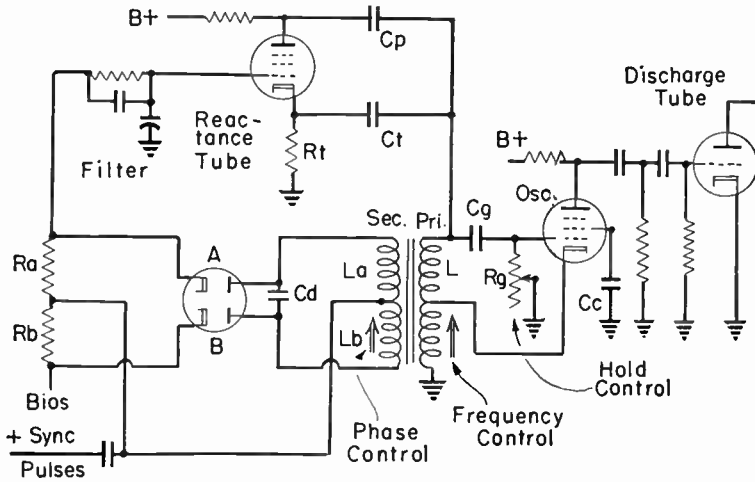 B+
Cp
Discharge
Tube
Reac-
tance
Tube
Rt
Ct
Filter
B+
Osc.
Cg
Sec. Pri.
A
Ra
La
L
Rg
Cc
Cd
Rb
Lb
B
Bias
Hold
Control
+ Sync
Pulses
Phase
Control
Frequency
Control